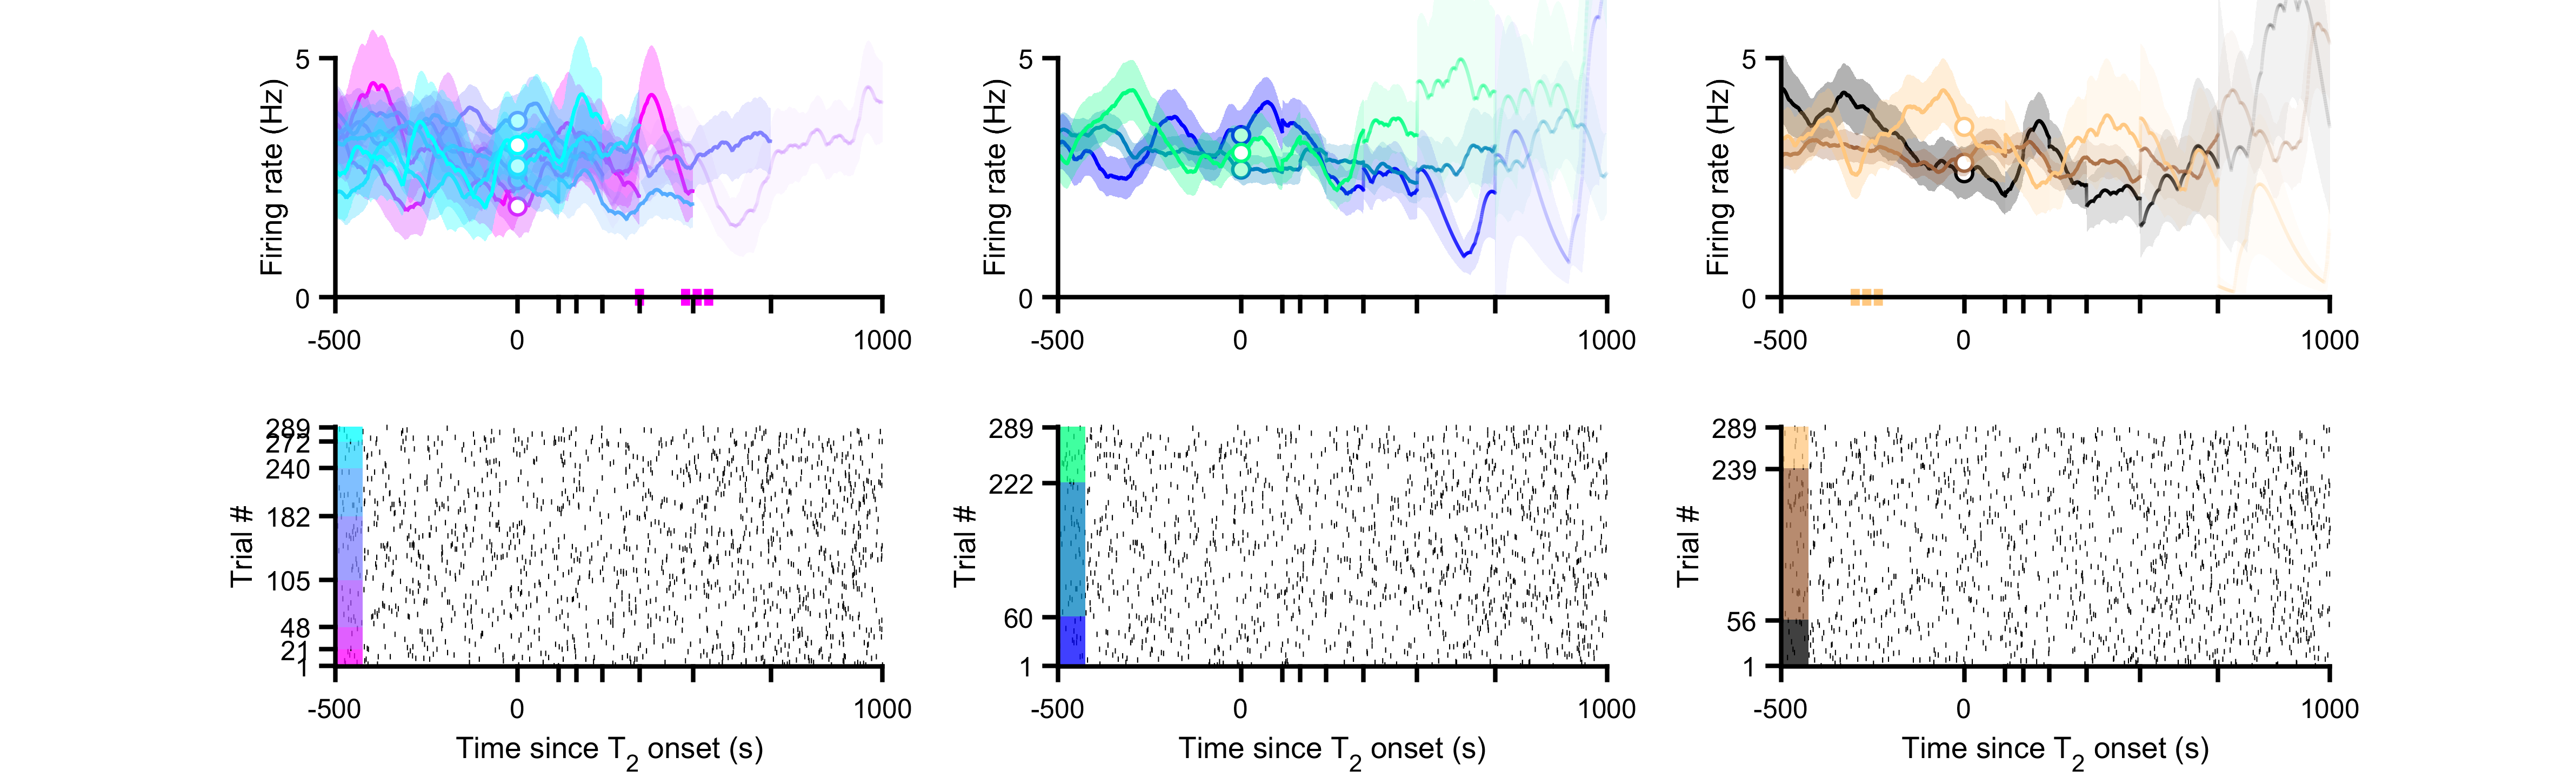 5
Firing rate (Hz)
0
-500 0 1000
5
Firing rate (Hz)
0
-500 0 1000
5
Firing rate (Hz)
0
-500 0 1000
289
272
240
182
105
48
21
1
Trial #
-500 0 1000
Time since T2 onset (s)
289
222
60
1
Trial #
-500 0 1000
Time since T2 onset (s)
289
239
56
1
Trial #
-500 0 1000
Time since T2 onset (s)